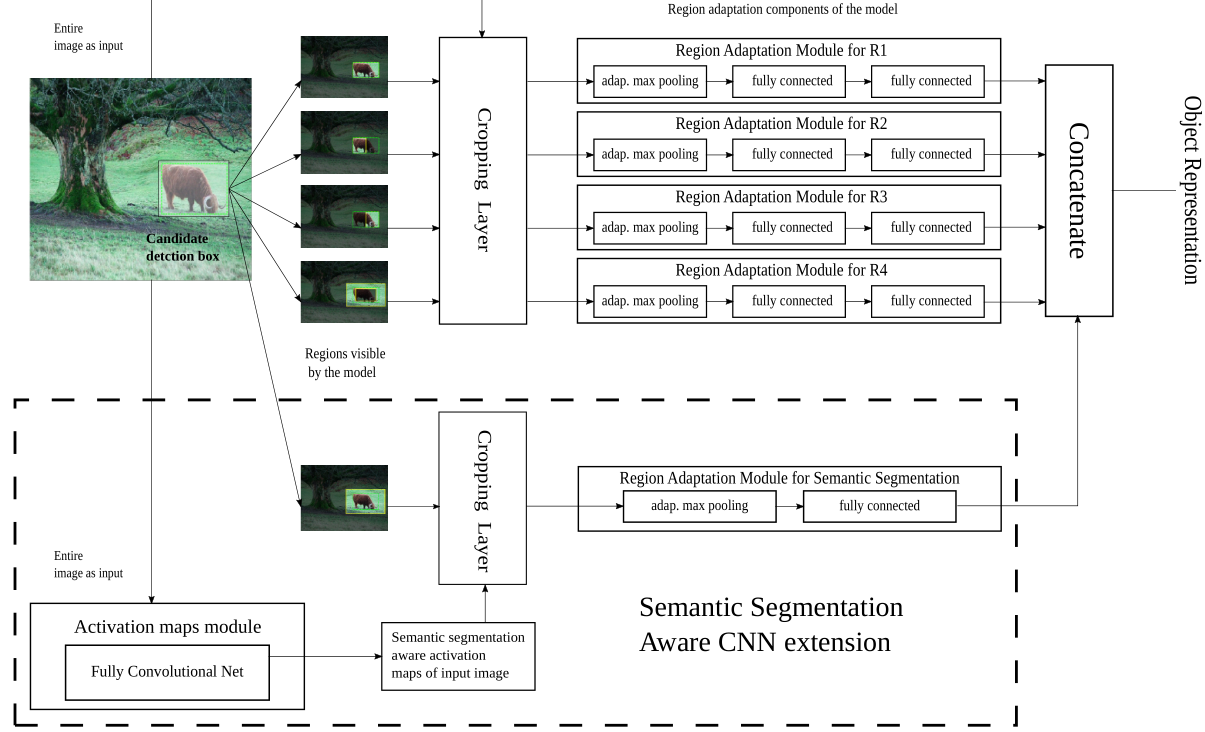 Region adaptation components of the model
Entire
image as input
Candidate
detction box
Regions visible
by the model
Cropping Layer
Region Adaptation Module for R1
adap. max pooling
fully connected
fully connected
Region Adaptation Module for R2
adap. max pooling
fully connected
fully connected
Region Adaptation Module for R3
adap. max pooling
fully connected
fully connected
Region Adaptation Module for R4
adap. max pooling
fully connected
fully connected
Concatenate
Object Representation
Cropping Layer
Region Adaptation Module for Semantic Segmentation
adap. max pooling
fully connected
Entire
image as input
Activation maps module
Fully Convolutional Net
Semantic segmentation
aware activation
maps of input image
Semantic Segmentation
Aware CNN extension